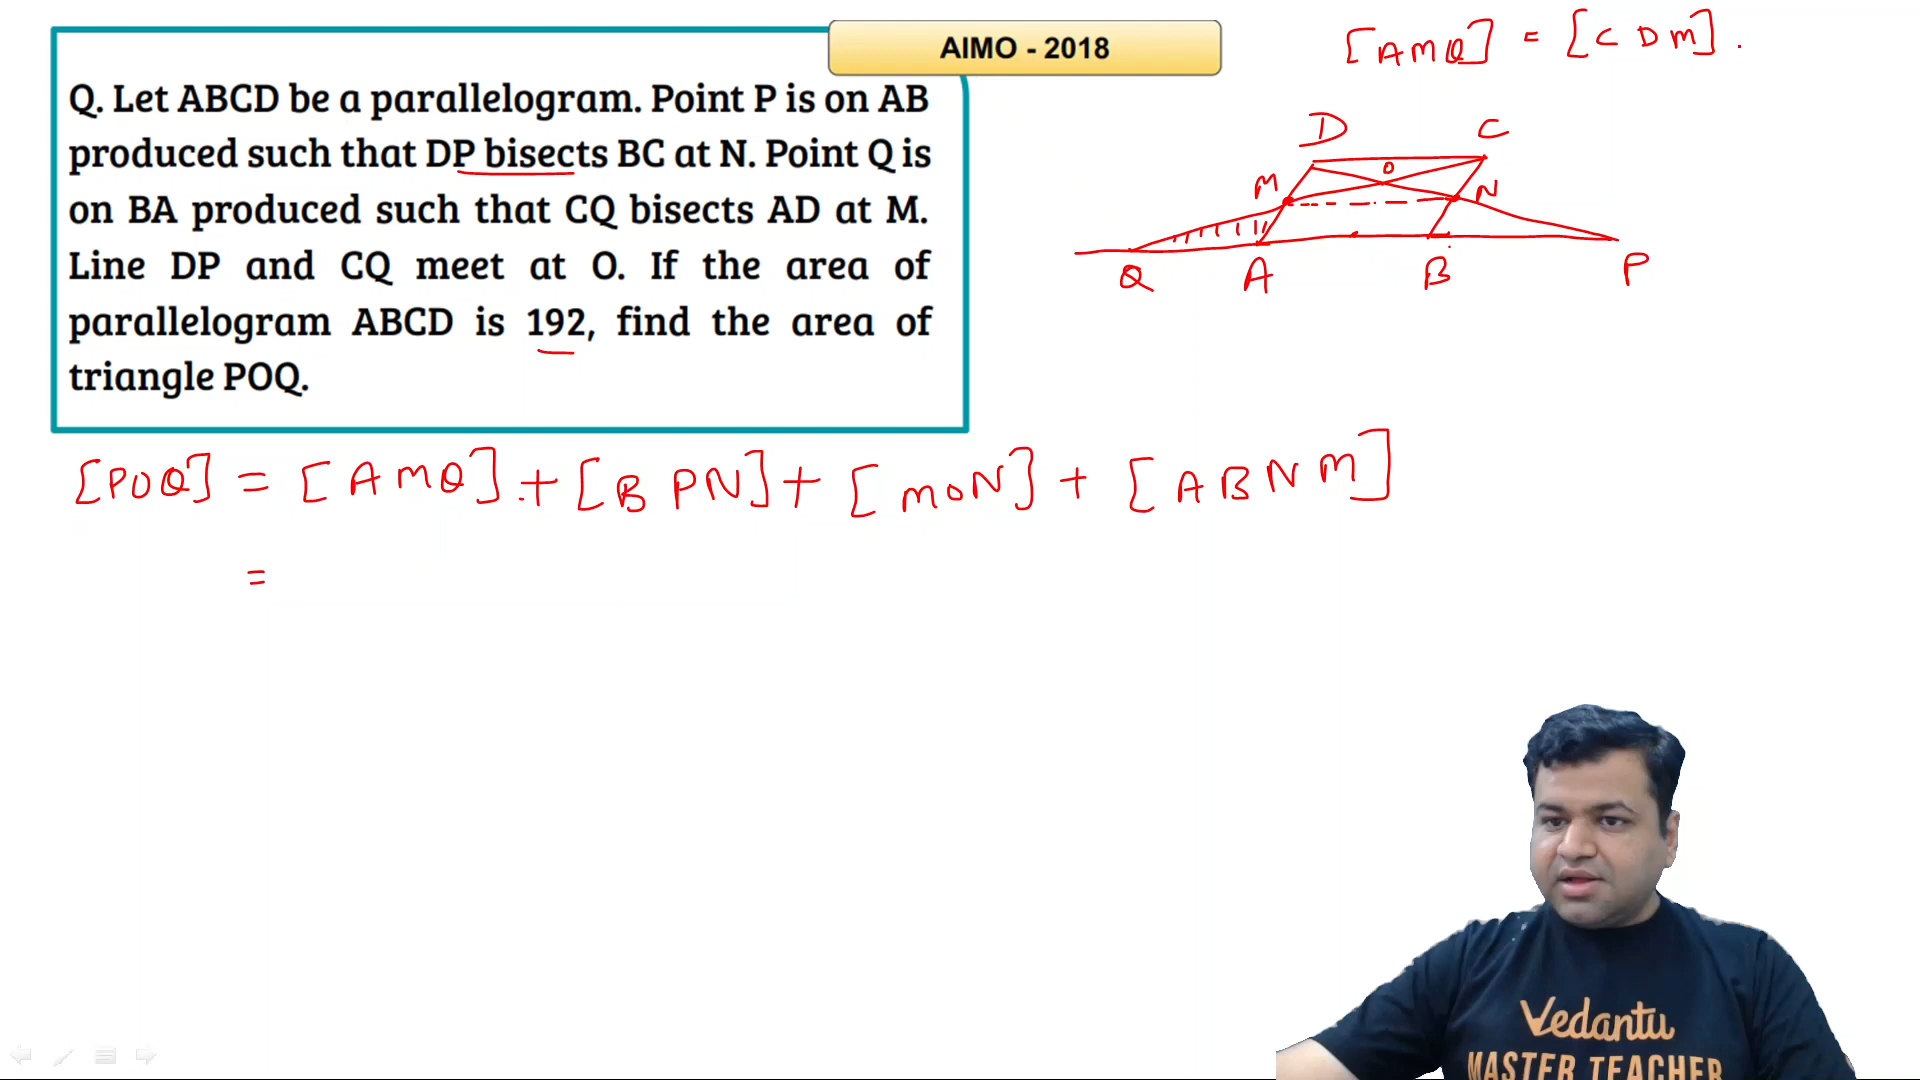 AIMO - 2018
Q. Let ABCD be a parallelogram. Point P is on AB
produced such that DP bisects BC at N. Point Q is
on BA produced such that CQ bisects AD at M.
Line DP and CQ meet at O. If the area of
parallelogram ABCD is 192, find the area of
triangle POQ.
[AMQ] = [CDM].
D C
O
M N
Q A B P
[POQ] = [AMQ] + [BPN] + [MON] + [ABNM]
=
Vedantu
MASTER TEACHER